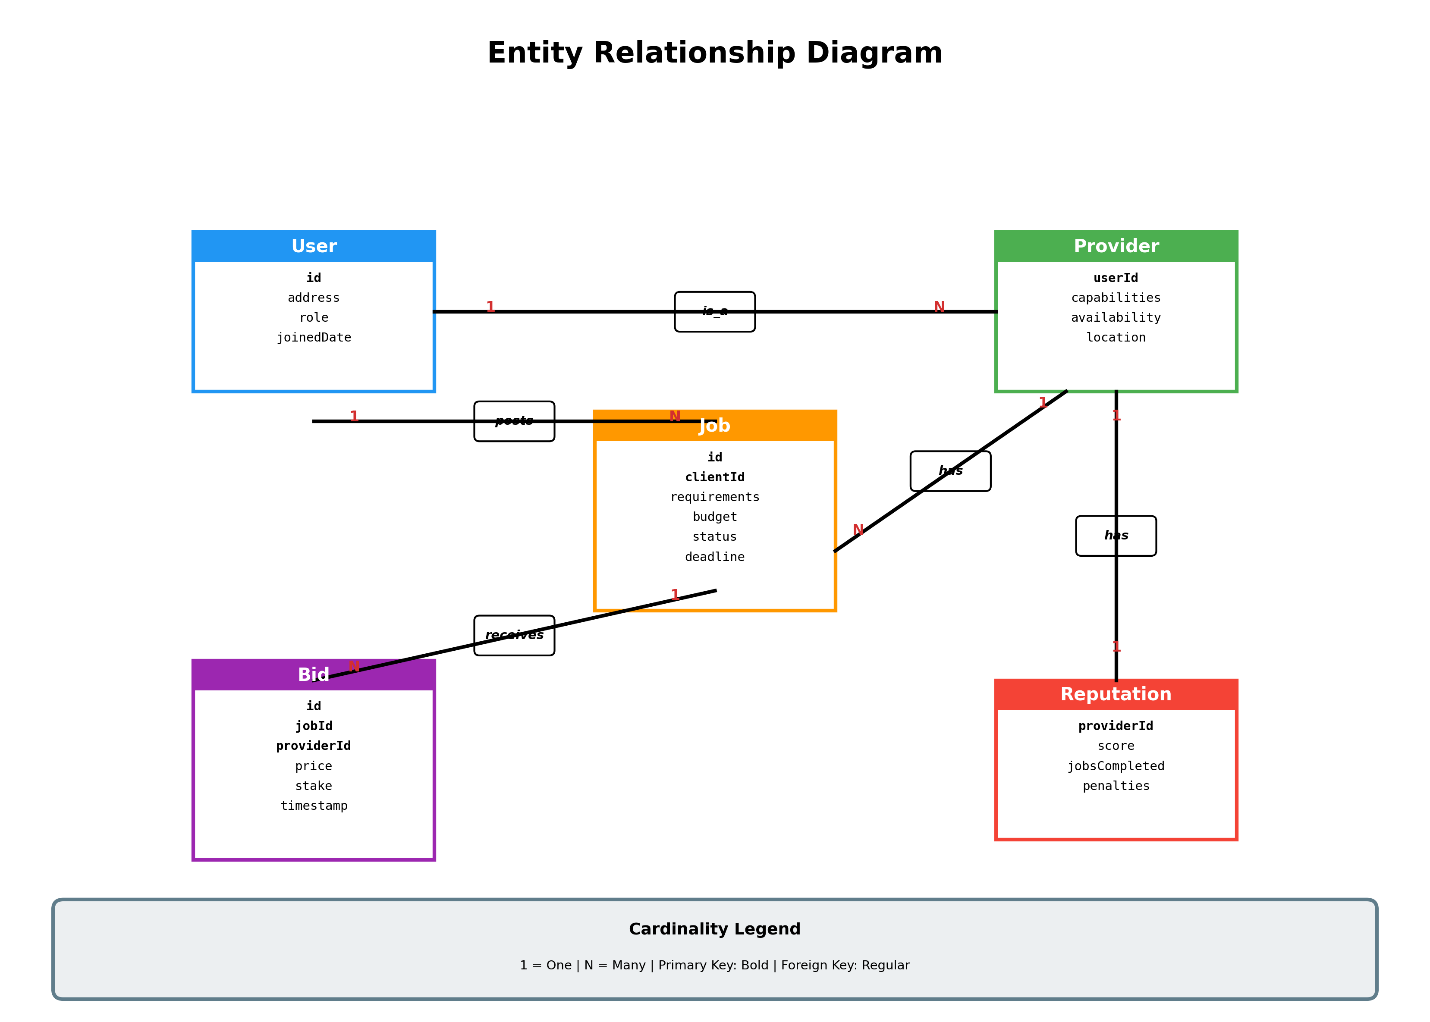 Entity Relationship Diagram
User
id
address
role
joinedDate
1
is_a
N
Provider
userId
capabilities
availability
location
1
posts
N
Job
id
clientId
requirements
budget
status
deadline
1
has
N
1
has
1
1
receives
N
Bid
id
jobId
providerId
price
stake
timestamp
Reputation
providerId
score
jobsCompleted
penalties
Cardinality Legend
1 = One | N = Many | Primary Key: Bold | Foreign Key: Regular